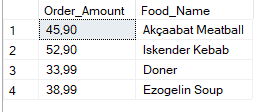 Order_Amount Food_Name
1 45,90 Akçaabat Meatball
2 52,90 Iskender Kebab
3 33,99 Doner
4 38,99 Ezogelin Soup